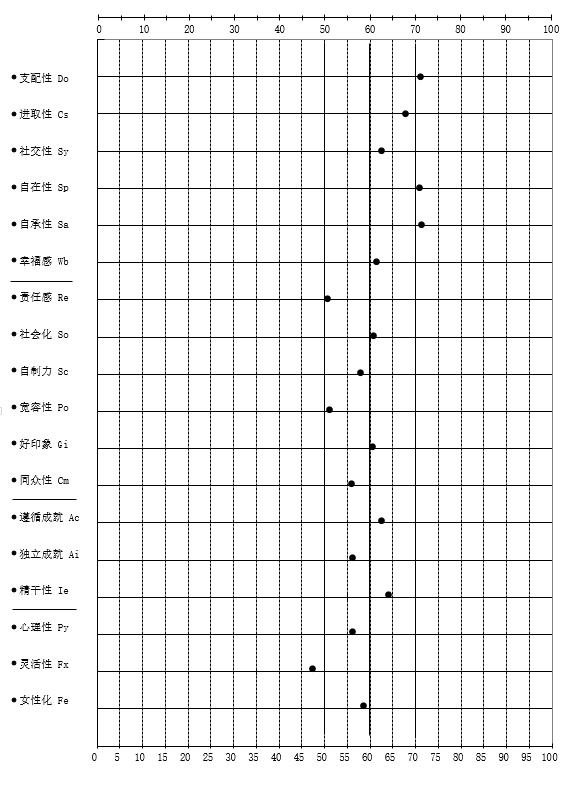 0 10 20 30 40 50 60 70 80 90 100
● 支配性 Do
● 进取性 Cs
● 社交性 Sy
● 自在性 Sp
● 自承性 Sa
● 幸福感 Wb
● 责任感 Re
● 社会化 So
● 自制力 Sc
● 宽容性 Po
● 好印象 Gi
● 同众性 Cm
● 遵循成就 Ac
● 独立成就 Ai
● 精干性 Ie
● 心理性 Py
● 灵活性 Fx
● 女性化 Fe
0 5 10 15 20 25 30 40 45 50 55 60 65 70 75 80 85 90 95 100